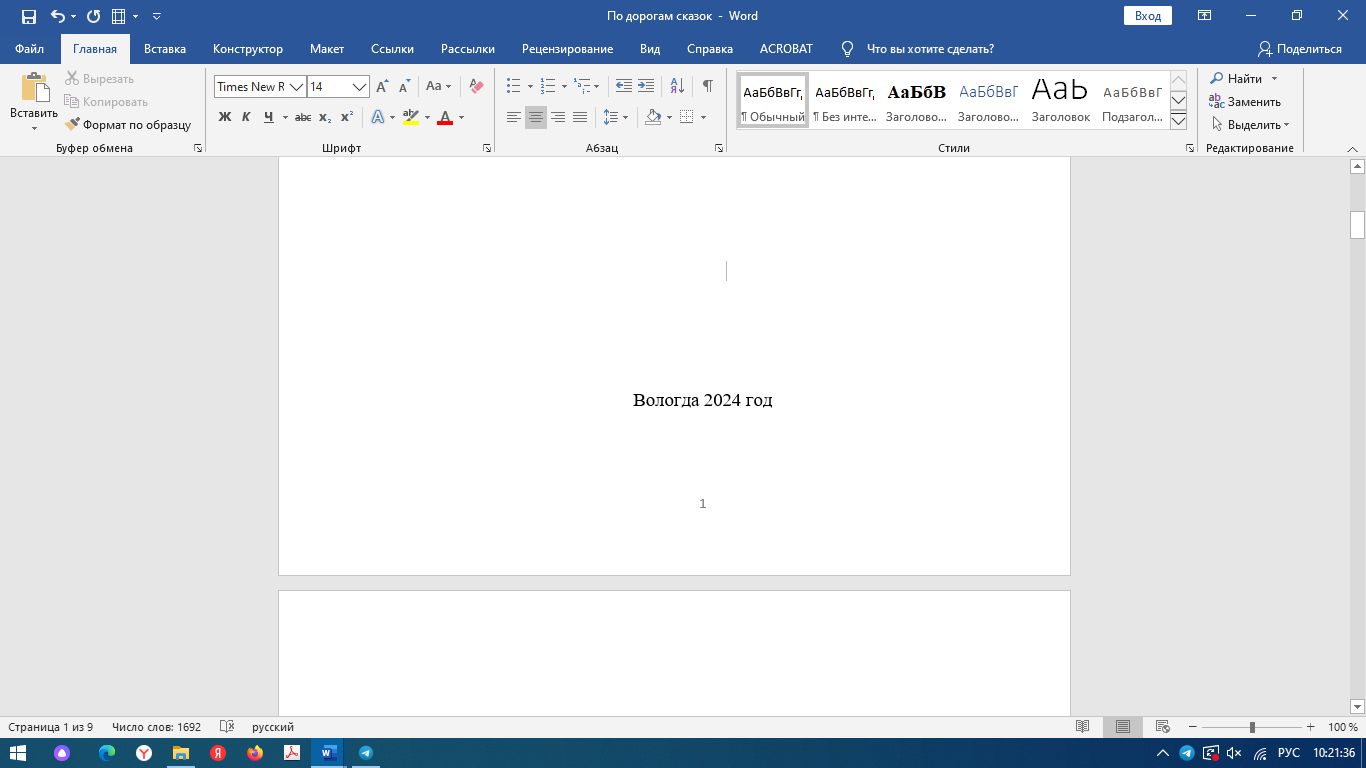 По дорогам сказок - Word
Вход
Файл Главная Вставка Конструктор Макет Ссылки Рассылки Рецензирование Вид Справка ACROBAT Что вы хотите сделать? Поделиться
Вставить
Вырезать
Копировать
Формат по образцу
Буфер обмена
Times New R 14
Aa
Ж К Ч abc x₂ x²
A ab A
Шрифт
Абзац
АаБбВвГг, АаБбВвГг, АаБбВ АаБбВвГ АаЬ АаБбВвГ
¶ Обычный ¶ Без инте... Заголово... Заголово... Заголовок Подзагол...
Стили
Найти
Заменить
Выделить
Редактирование
Вологда 2024 год
1
Страница 1 из 9 Число слов: 1692 русский
100 %
РУС 10:21:36